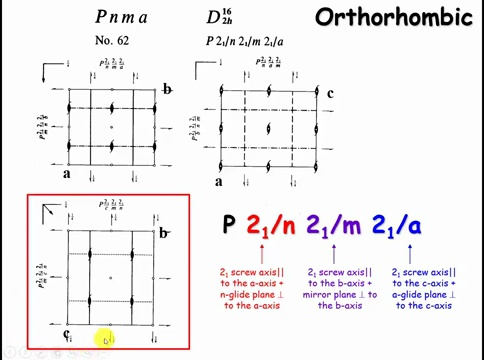 P n m a
D 16 2h
Orthorhombic
No. 62
P 2₁/n 2₁/m 2₁/a
b
a
c
a
b
c
P 2₁/n 2₁/m 2₁/a
2₁ screw axis||
to the a-axis +
n-glide plane ⊥
to the a-axis
2₁ screw axis||
to the b-axis +
mirror plane ⊥ to
the b-axis
2₁ screw axis||
to the c-axis +
a-glide plane ⊥
to the c-axis